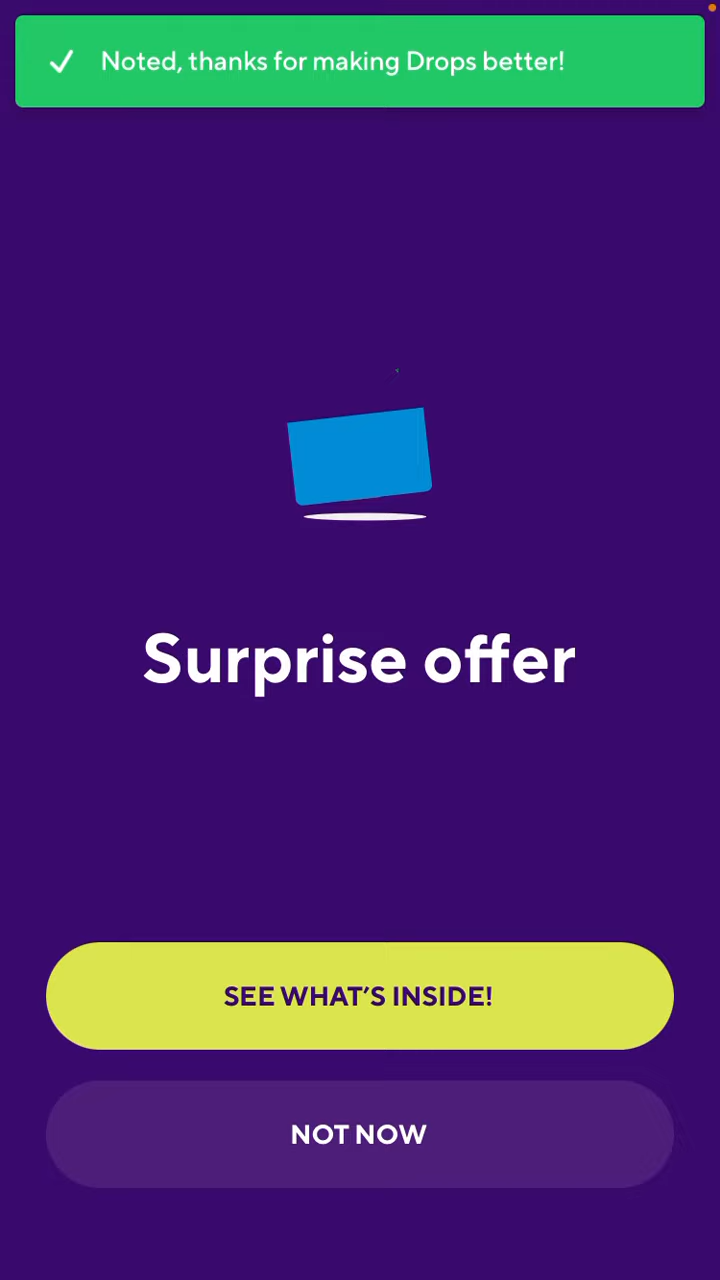 Noted, thanks for making Drops better!
Surprise offer
SEE WHAT’S INSIDE!
NOT NOW